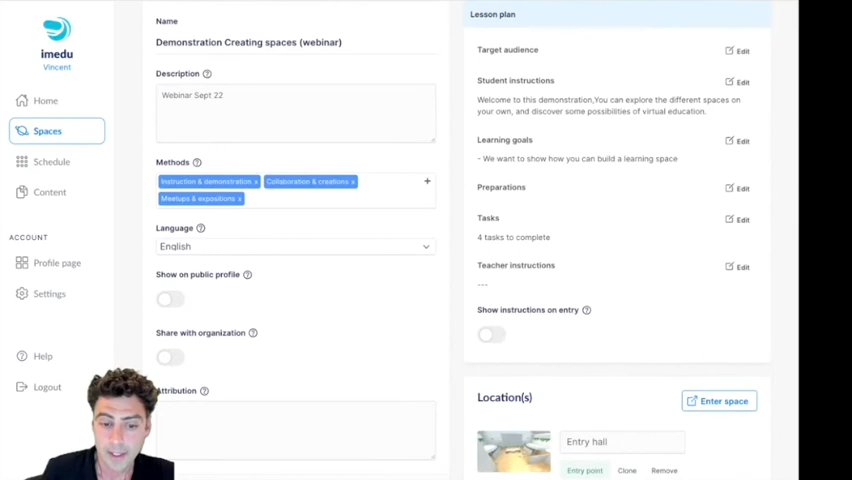 imedu
Vincent
Home
Spaces
Schedule
Content
ACCOUNT
Profile page
Settings
Help
Logout
Name
Demonstration Creating spaces (webinar)
Description ?
Webinar Sept 22
Methods ?
Instruction & demonstration x Collaboration & creations x
Meetups & expositions x
+
Language ?
English
Show on public profile ?
Share with organization ?
Attribution ?
Lesson plan
Target audience Edit
Student instructions Edit
Welcome to this demonstration,You can explore the different spaces on
your own, and discover some possibilities of virtual education.
Learning goals Edit
- We want to show how you can build a learning space
Preparations Edit
Tasks Edit
4 tasks to complete
Teacher instructions Edit
---
Show instructions on entry ?
Location(s) Enter space
Entry hall
Entry point Clone Remove